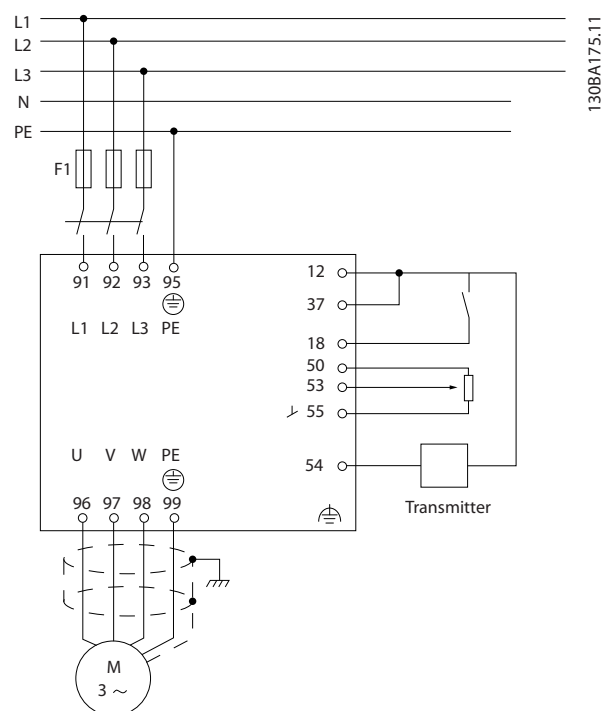 L1
L2
L3
N
PE
130BA175.11
F1
91 92 93 95
L1 L2 L3 PE
12
37
18
50
53
55
54
Transmitter
U V W PE
96 97 98 99
M
3 ~